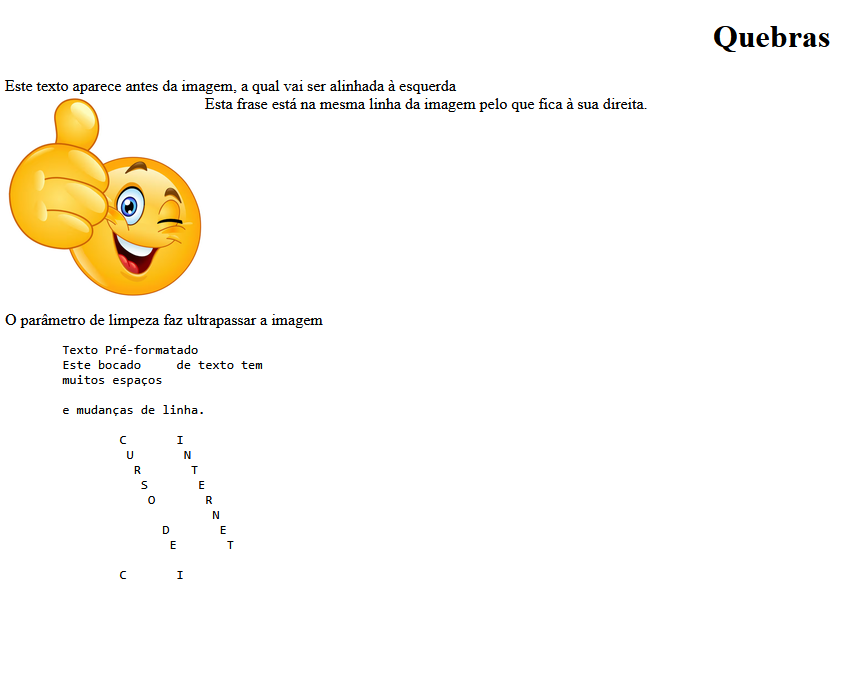 Quebras
Este texto aparece antes da imagem, a qual vai ser alinhada à esquerda
Esta frase está na mesma linha da imagem pelo que fica à sua direita.
O parâmetro de limpeza faz ultrapassar a imagem
Texto Pré-formatado
Este bocado     de texto tem
muitos espaços
e mudanças de linha.
        C       I
         U       N
          R       T
           S       E
            O       R
                     N
              D       E
               E       T
        C       I